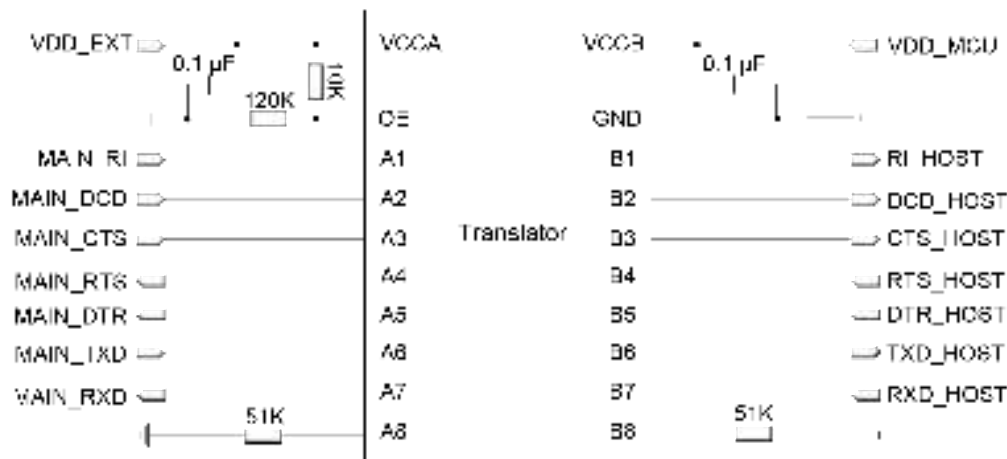 VDD_EXT VCCA VCCB VDD_MCU
0.1 µF 10K 0.1 µF
120K
OE GND
MAIN_RI A1 B1 RI_HOST
MAIN_DCD A2 B2 DCD_HOST
MAIN_CTS A3 Translator B3 CTS_HOST
MAIN_RTS A4 B4 RTS_HOST
MAIN_DTR A5 B5 DTR_HOST
MAIN_TXD A6 B6 TXD_HOST
MAIN_RXD A7 B7 RXD_HOST
51K 51K
A8 B8